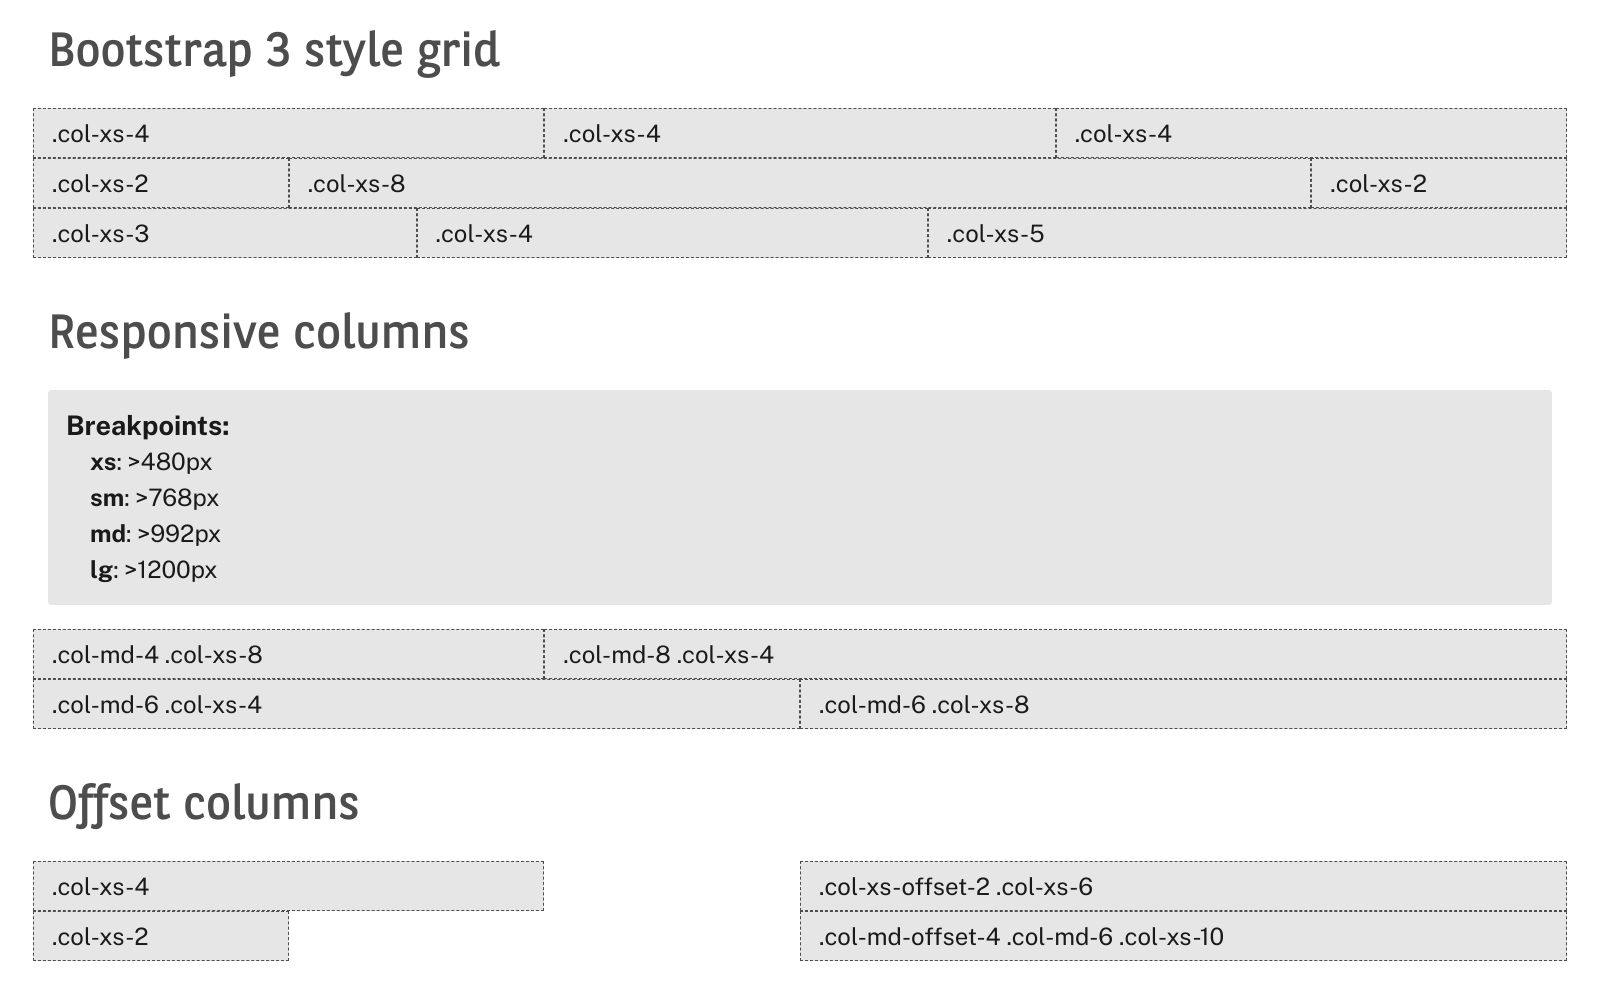 Bootstrap 3 style grid
.col-xs-4 .col-xs-4 .col-xs-4
.col-xs-2 .col-xs-8 .col-xs-2
.col-xs-3 .col-xs-4 .col-xs-5
Responsive columns
Breakpoints:
xs: >480px
sm: >768px
md: >992px
lg: >1200px
.col-md-4 .col-xs-8 .col-md-8 .col-xs-4
.col-md-6 .col-xs-4 .col-md-6 .col-xs-8
Offset columns
.col-xs-4 .col-xs-offset-2 .col-xs-6
.col-xs-2 .col-md-offset-4 .col-md-6 .col-xs-10